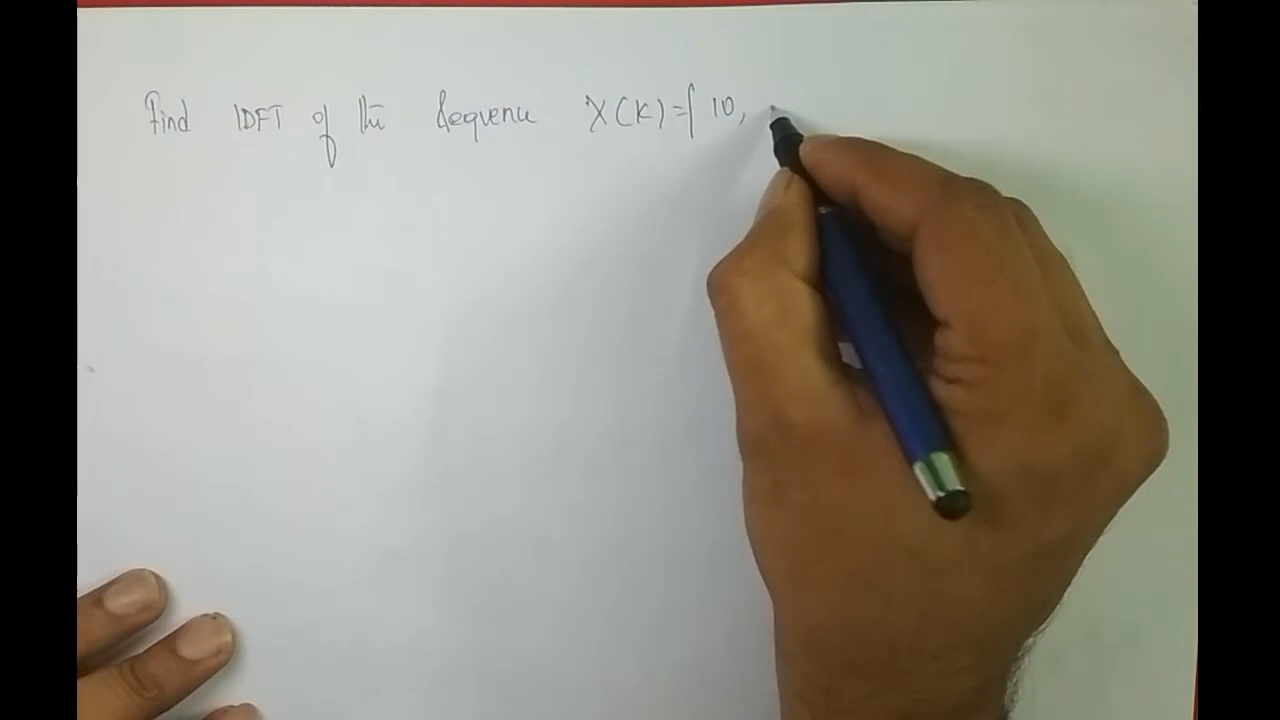 Find IDFT of the Sequence X(K)={ 10,